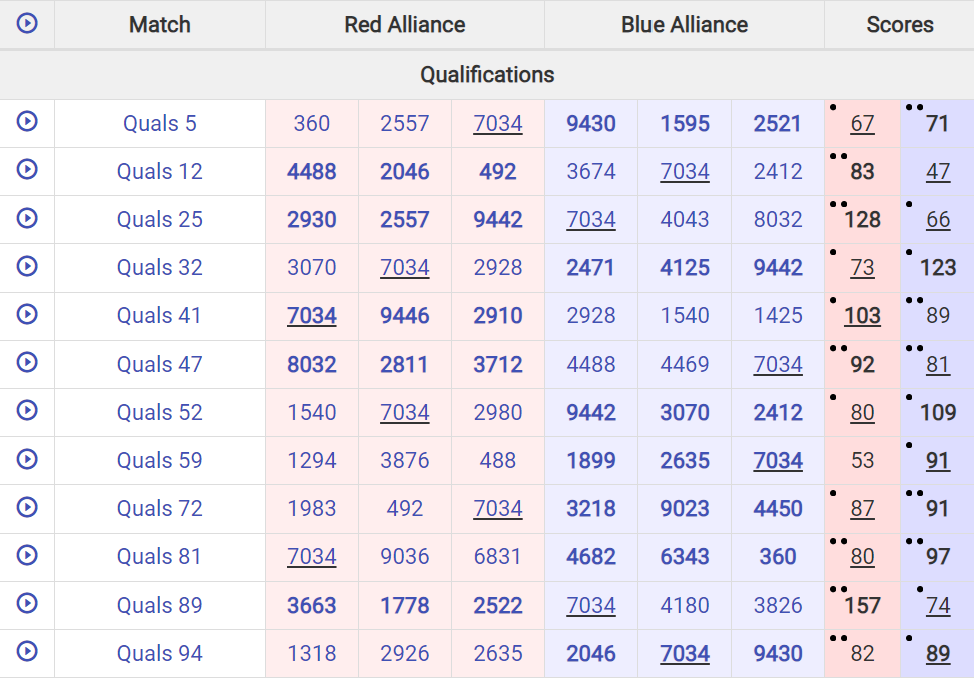 Match Red Alliance Blue Alliance Scores
Qualifications
Quals 5 360 2557 7034 9430 1595 2521 67 71
Quals 12 4488 2046 492 3674 7034 2412 83 47
Quals 25 2930 2557 9442 7034 4043 8032 128 66
Quals 32 3070 7034 2928 2471 4125 9442 73 123
Quals 41 7034 9446 2910 2928 1540 1425 103 89
Quals 47 8032 2811 3712 4488 4469 7034 92 81
Quals 52 1540 7034 2980 9442 3070 2412 80 109
Quals 59 1294 3876 488 1899 2635 7034 53 91
Quals 72 1983 492 7034 3218 9023 4450 87 91
Quals 81 7034 9036 6831 4682 6343 360 80 97
Quals 89 3663 1778 2522 7034 4180 3826 157 74
Quals 94 1318 2926 2635 2046 7034 9430 82 89